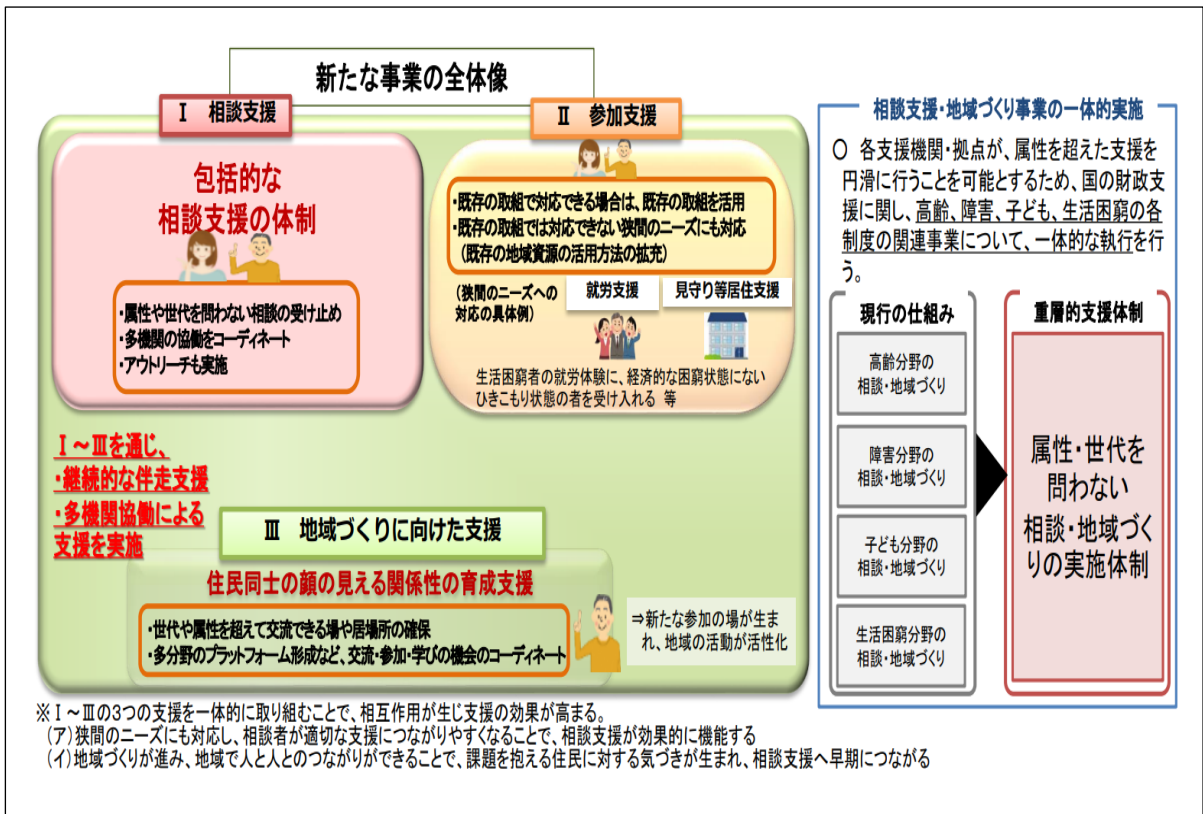 新たな事業の全体像
Ⅰ 相談支援
包括的な
相談支援の体制
・属性や世代を問わない相談の受け止め
・多機関の協働をコーディネート
・アウトリーチも実施
Ⅱ 参加支援
・既存の取組で対応できる場合は、既存の取組を活用
・既存の取組では対応できない狭間のニーズにも対応
(既存の地域資源の活用方法の拡充)
(狭間のニーズへの
対応の具体例)
就労支援
見守り等居住支援
生活困窮者の就労体験に、経済的な困窮状態にない
ひきこもり状態の者を受け入れる 等
Ⅰ～Ⅲを通じ、
・継続的な伴走支援
・多機関協働による
支援を実施
Ⅲ 地域づくりに向けた支援
住民同士の顔の見える関係性の育成支援
・世代や属性を超えて交流できる場や居場所の確保
・多分野のプラットフォーム形成など、交流・参加・学びの機会のコーディネート
⇒新たな参加の場が生ま
れ、地域の活動が活性化
相談支援・地域づくり事業の一体的実施
○ 各支援機関・拠点が、属性を超えた支援を
円滑に行うことを可能とするため、国の財政支
援に関し、高齢、障害、子ども、生活困窮の各
制度の関連事業について、一体的な執行を行
う。
現行の仕組み
高齢分野の
相談・地域づくり
障害分野の
相談・地域づくり
子ども分野の
相談・地域づくり
生活困窮分野の
相談・地域づくり
重層的支援体制
属性・世代を
問わない
相談・地域づく
りの実施体制
※Ⅰ～Ⅲの3つの支援を一体的に取り組むことで、相互作用が生じ支援の効果が高まる。
(ア)狭間のニーズにも対応し、相談者が適切な支援につながりやすくなることで、相談支援が効果的に機能する
(イ)地域づくりが進み、地域で人と人とのつながりができることで、課題を抱える住民に対する気づきが生まれ、相談支援へ早期につながる